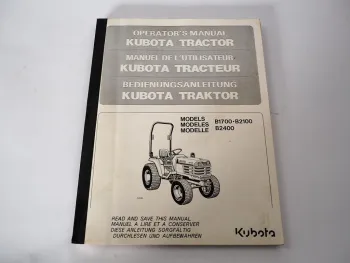 OPERATOR'S MANUAL
KUBOTA TRACTOR
MANUEL DE L'UTILISATEUR
KUBOTA TRACTEUR
BEDIENUNGSANLEITUNG
KUBOTA TRAKTOR
MODELS B1700·B2100
MODELES B2400
MODELLE
READ AND SAVE THIS MANUAL
MANUEL A LIRE ET A CONSERVER
DIESE ANLEITUNG SORGFALTIG
DURCHLESEN UND AUFBEWAHREN
Kubota